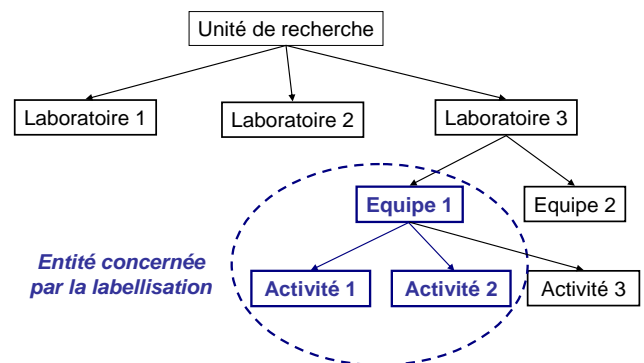 Unité de recherche
Laboratoire 1
Laboratoire 2
Laboratoire 3
Equipe 1
Equipe 2
Entité concernée
par la labellisation
Activité 1
Activité 2
Activité 3